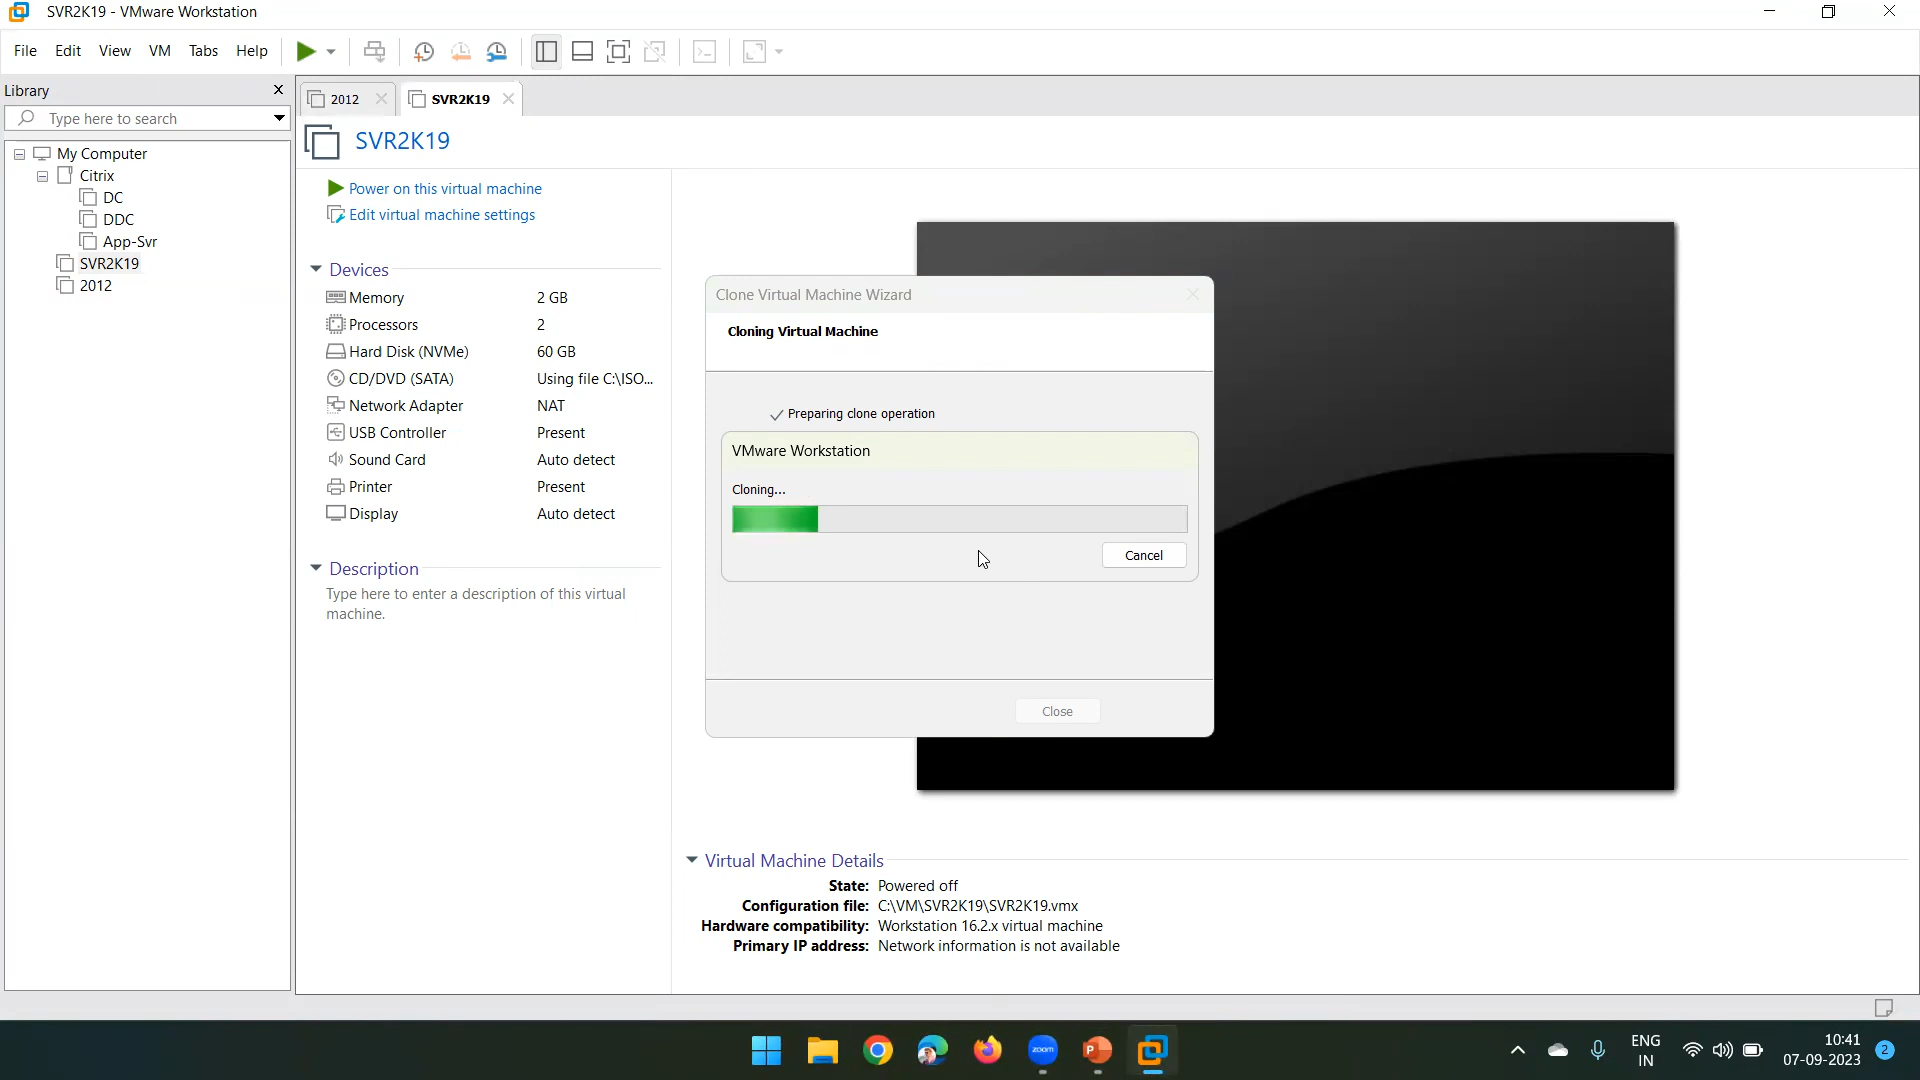 SVR2K19 - VMware Workstation
File Edit View VM Tabs Help
Library
2012 SVR2K19
Type here to search
SVR2K19
My Computer
Citrix
DC
DDC
App-Svr
SVR2K19
2012
Power on this virtual machine
Edit virtual machine settings
Devices
Memory 2 GB
Processors 2
Hard Disk (NVMe) 60 GB
CD/DVD (SATA) Using file C:\ISO...
Network Adapter NAT
USB Controller Present
Sound Card Auto detect
Printer Present
Display Auto detect
Description
Type here to enter a description of this virtual
machine.
Clone Virtual Machine Wizard
Cloning Virtual Machine
Preparing clone operation
VMware Workstation
Cloning...
Cancel
Close
Virtual Machine Details
State: Powered off
Configuration file: C:\VM\SVR2K19\SVR2K19.vmx
Hardware compatibility: Workstation 16.2.x virtual machine
Primary IP address: Network information is not available
zoom
ENG
IN
10:41
07-09-2023
2